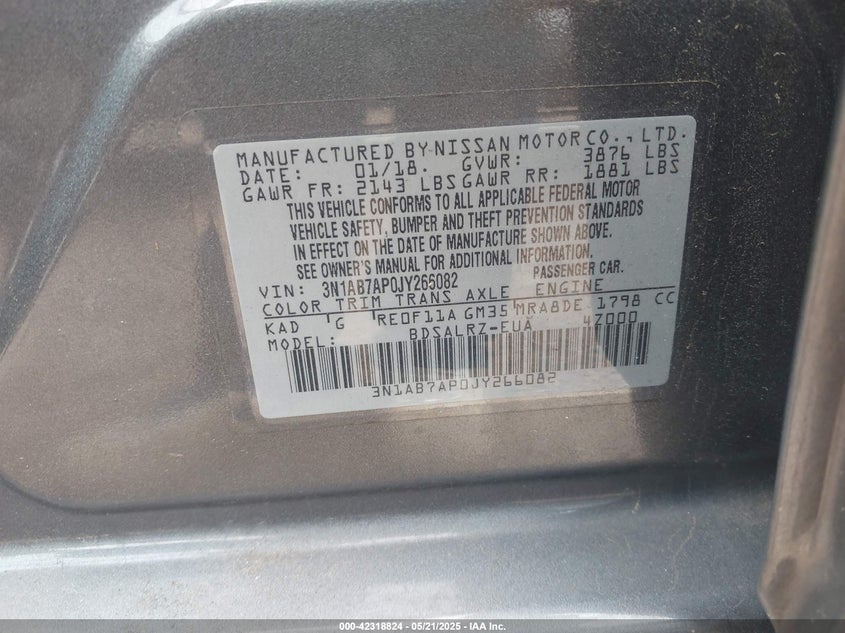 MANUFACTURED BY-NISSAN MOTOR CO., LTD.
DATE: 01/18. GVWR: 3876 LBS
GAWR FR: 2143 LBS GAWR RR: 1881 LBS
THIS VEHICLE CONFORMS TO ALL APPLICABLE FEDERAL MOTOR
VEHICLE SAFETY, BUMPER AND THEFT PREVENTION STANDARDS
IN EFFECT ON THE DATE OF MANUFACTURE SHOWN ABOVE.
SEE OWNER'S MANUAL FOR ADDITIONAL INFORMATION.
VIN: 3N1AB7AP0JY265082 PASSENGER CAR.
COLOR TRIM TRANS AXLE ENGINE
KAD G RE0F11A GM35 MRA8DE 1798 CC
MODEL: BDSALRZ-EUA 4Z000
3N1AB7AP0JY266082
000-42318824 - 05/21/2025 - IAA Inc.